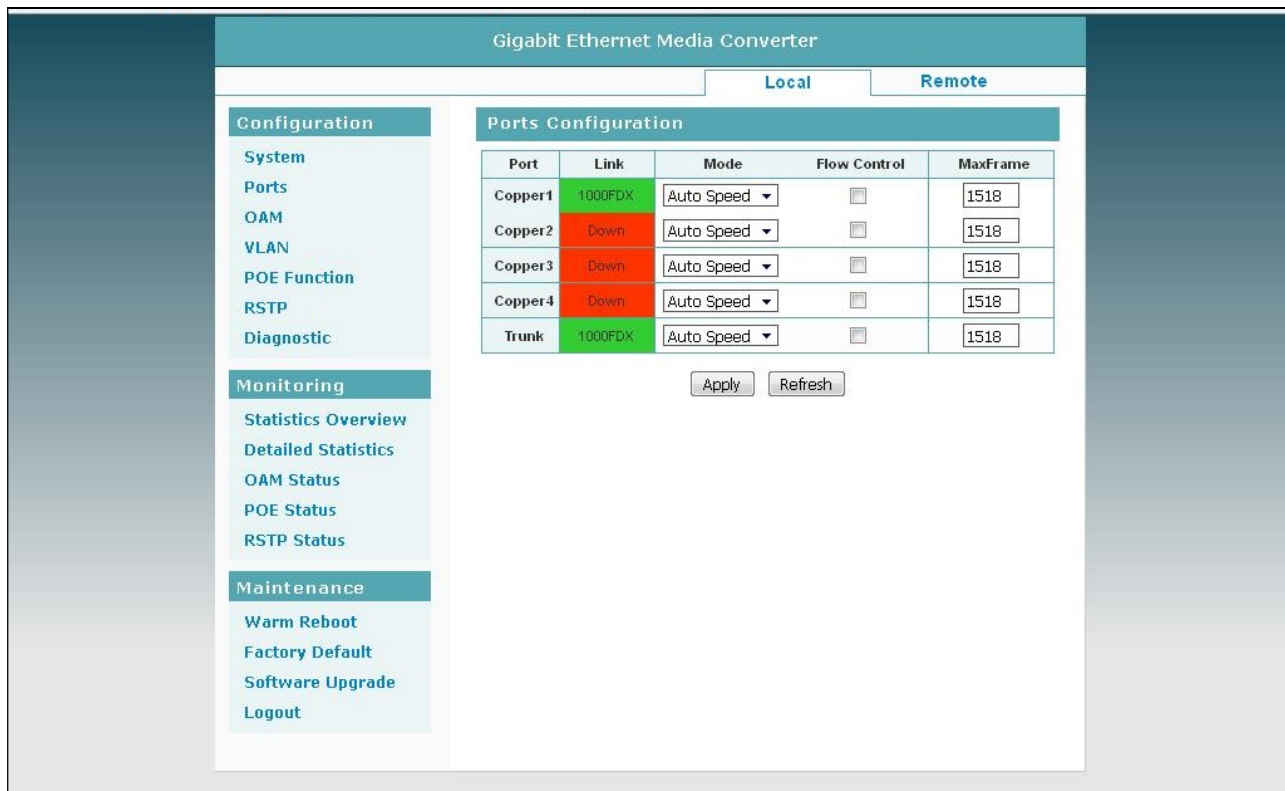 Gigabit Ethernet Media Converter
Local Remote
Configuration
System
Ports
OAM
VLAN
POE Function
RSTP
Diagnostic
Monitoring
Statistics Overview
Detailed Statistics
OAM Status
POE Status
RSTP Status
Maintenance
Warm Reboot
Factory Default
Software Upgrade
Logout
Ports Configuration
Port Link Mode Flow Control MaxFrame
Copper1 1000FDX Auto Speed 1518
Copper2 Down Auto Speed 1518
Copper3 Down Auto Speed 1518
Copper4 Down Auto Speed 1518
Trunk 1000FDX Auto Speed 1518
Apply Refresh